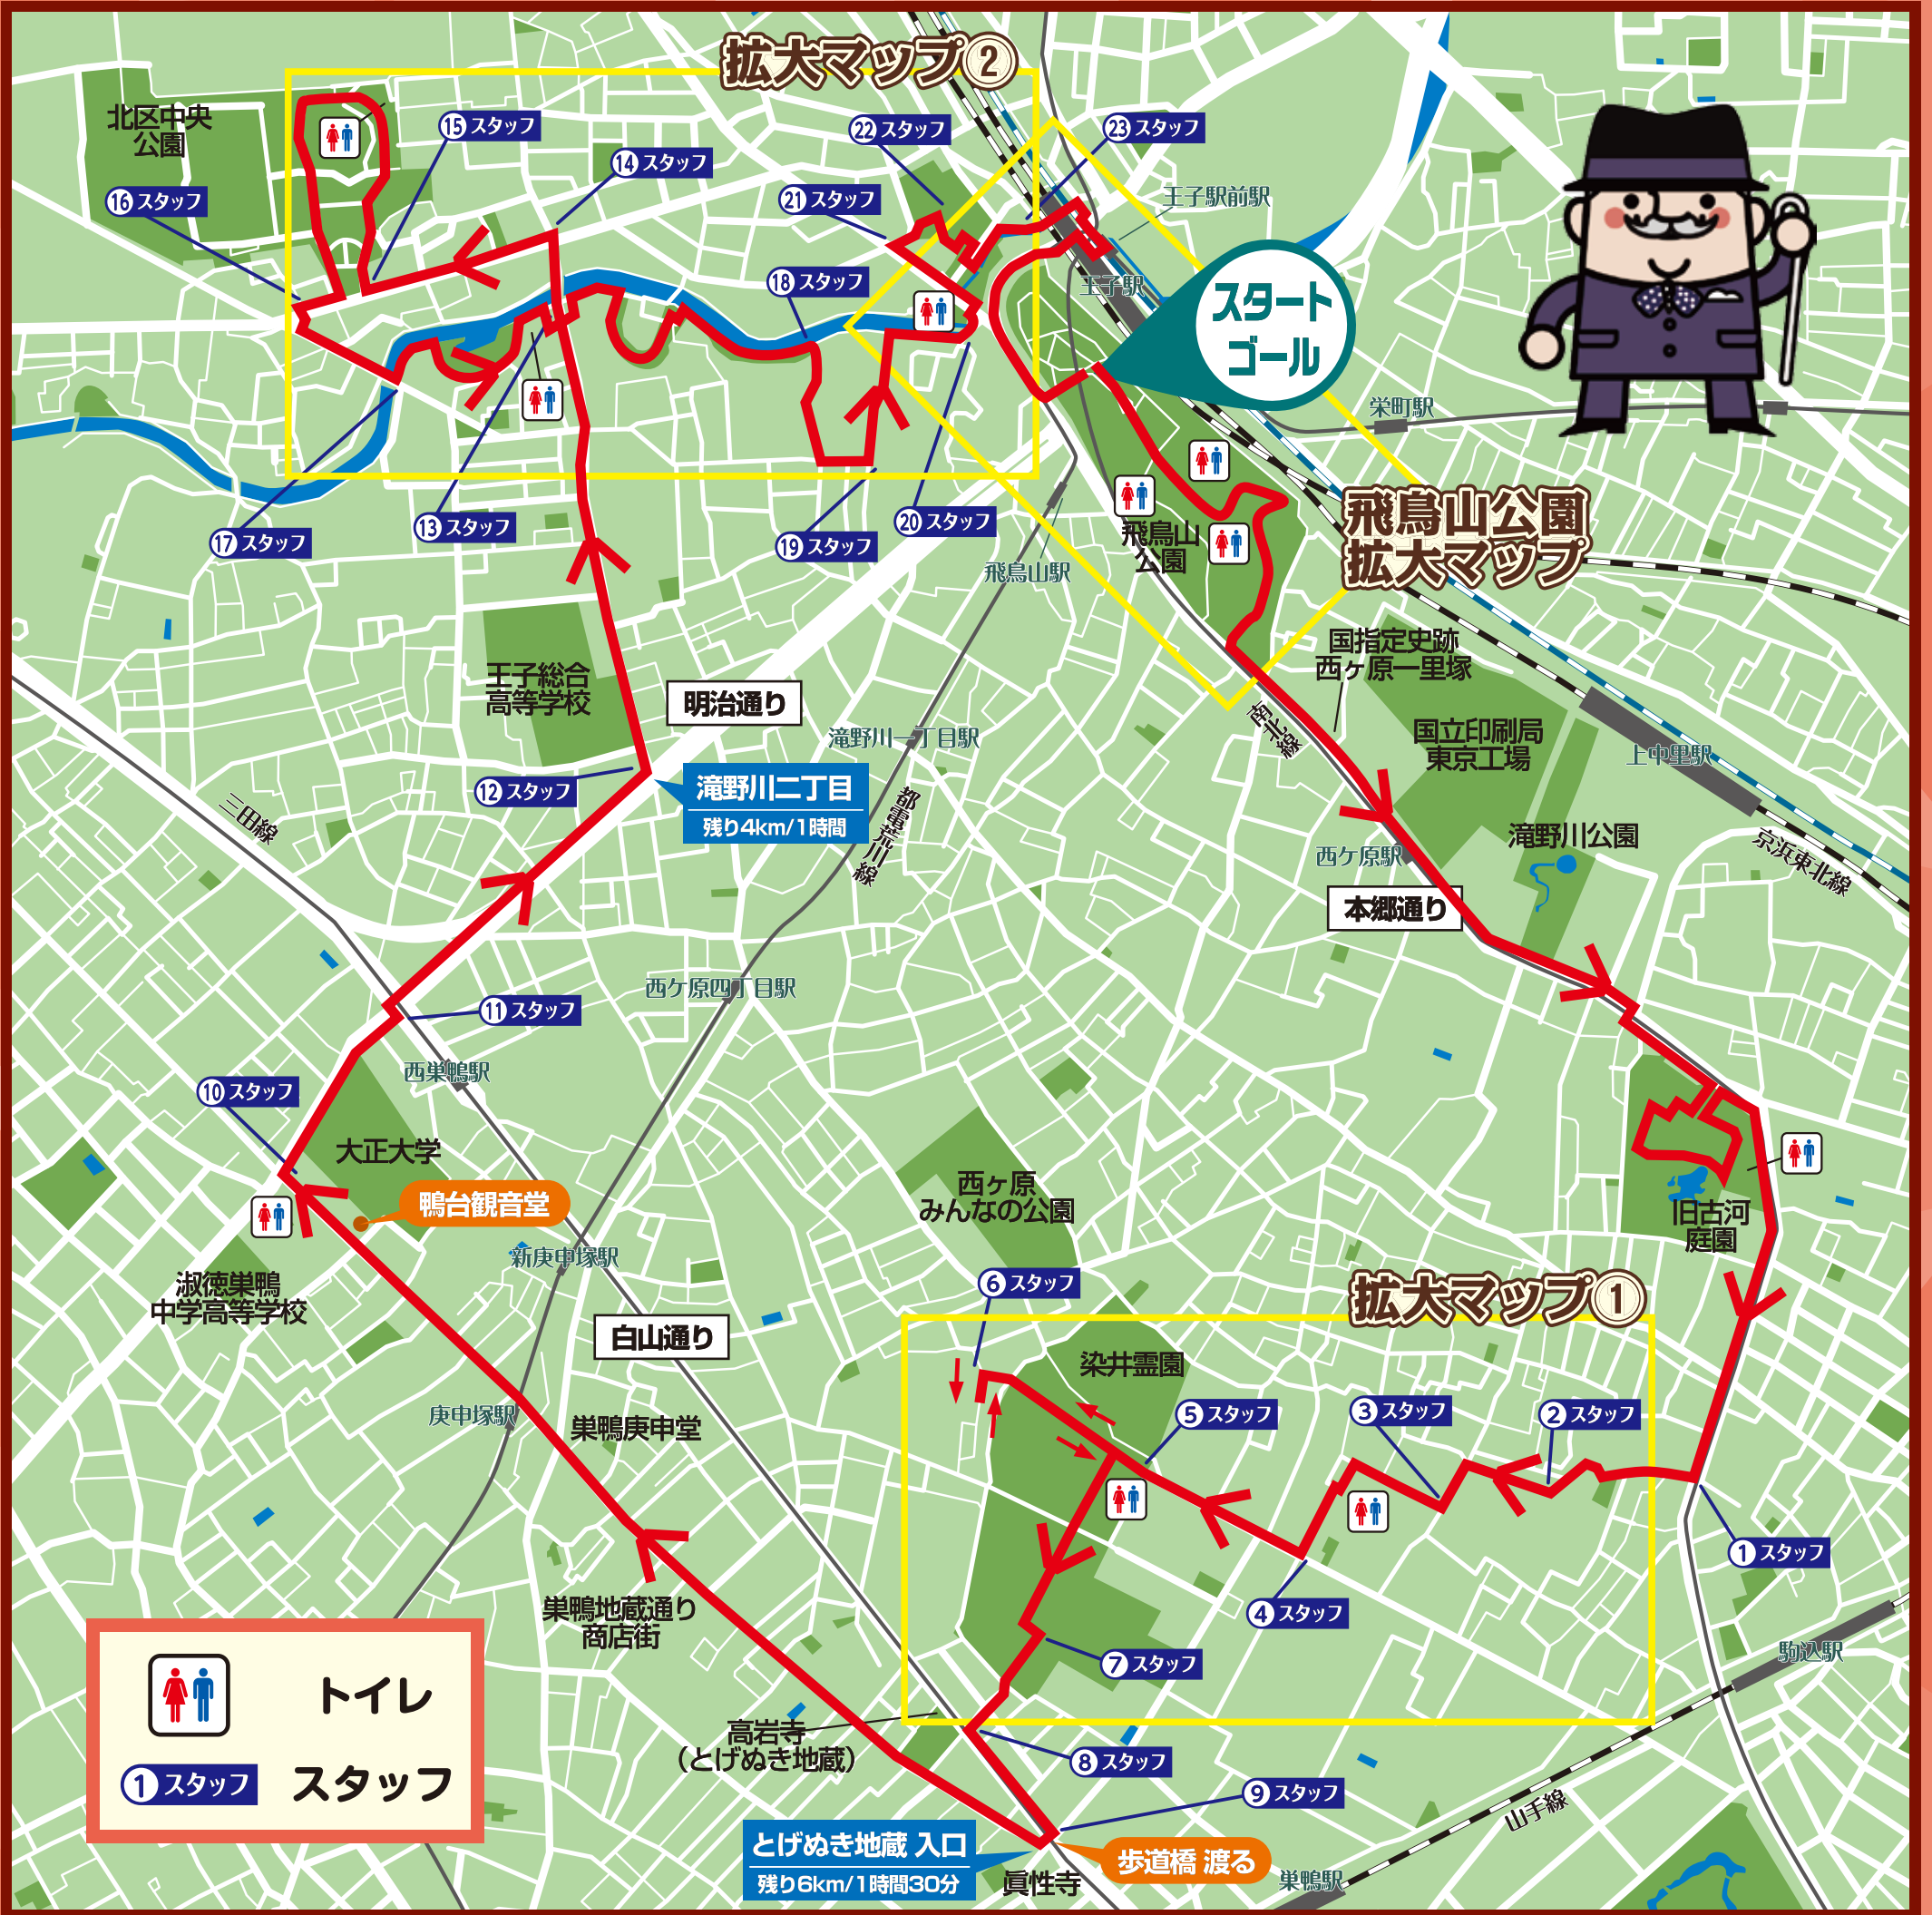 拡大マップ②
北区中央
公園
⑮スタッフ
⑭スタッフ
㉒スタッフ
㉓スタッフ
⑯スタッフ
㉑スタッフ
王子駅前駅
⑱スタッフ
王子駅
スタート
ゴール
栄町駅
⑰スタッフ
⑬スタッフ
⑲スタッフ
⑳スタッフ
飛鳥山
公園
飛鳥山駅
飛鳥山公園
拡大マップ
国指定史跡
西ヶ原一里塚
王子総合
高等学校
明治通り
滝野川一丁目駅
南北線
国立印刷局
東京工場
上中里駅
⑫スタッフ
滝野川二丁目
残り4km/1時間
都電荒川線
三田線
滝野川公園
京浜東北線
西ケ原駅
本郷通り
西ケ原四丁目駅
⑪スタッフ
西巣鴨駅
⑩スタッフ
大正大学
鴨台観音堂
西ヶ原
みんなの公園
旧古河
庭園
新庚申塚駅
淑徳巣鴨
中学高等学校
⑥スタッフ
拡大マップ①
白山通り
染井霊園
⑤スタッフ
③スタッフ
②スタッフ
庚申塚駅
巣鴨庚申堂
①スタッフ
巣鴨地蔵通り
商店街
④スタッフ
⑦スタッフ
駒込駅
トイレ
①スタッフ
スタッフ
高岩寺
（とげぬき地蔵）
⑧スタッフ
⑨スタッフ
山手線
とげぬき地蔵 入口
残り6km/1時間30分
歩道橋 渡る
眞性寺
巣鴨駅